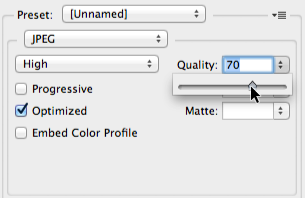 Preset: [Unnamed]
JPEG
High Quality: 70
Progressive
Optimized Matte:
Embed Color Profile